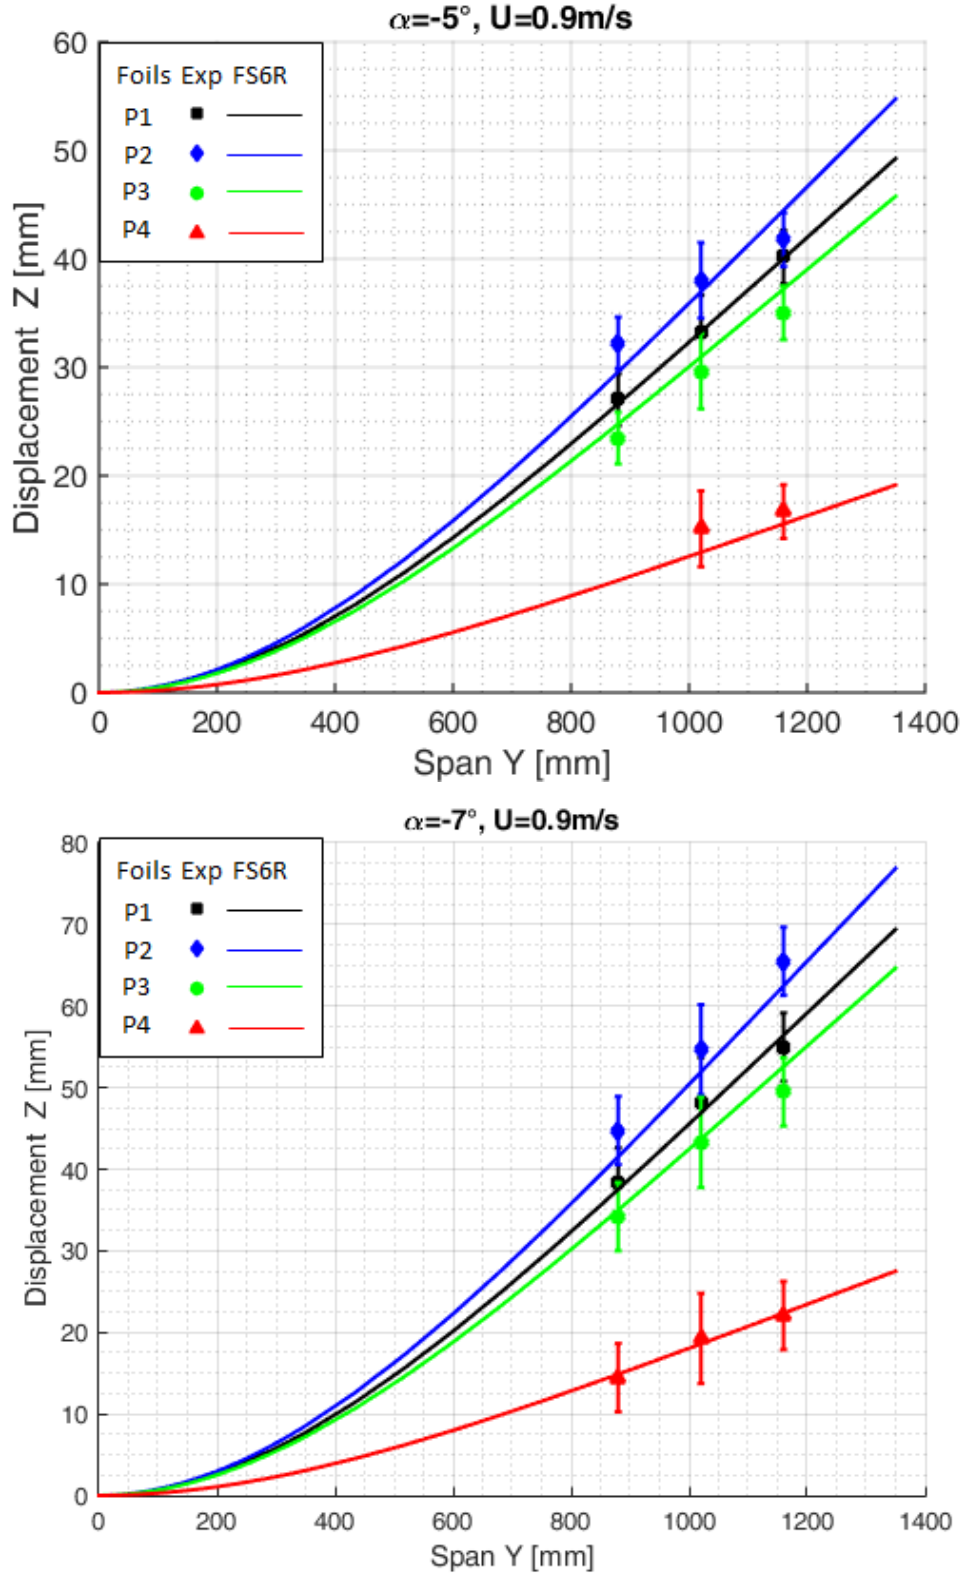 α=-5°, U=0.9m/s
60
50
40
30
20
10
0
Displacement Z [mm]
Foils Exp FS6R
P1
P2
P3
P4
0 200 400 600 800 1000 1200 1400
Span Y [mm]
α=-7°, U=0.9m/s
80
70
60
50
40
30
20
10
0
Displacement Z [mm]
Foils Exp FS6R
P1
P2
P3
P4
0 200 400 600 800 1000 1200 1400
Span Y [mm]